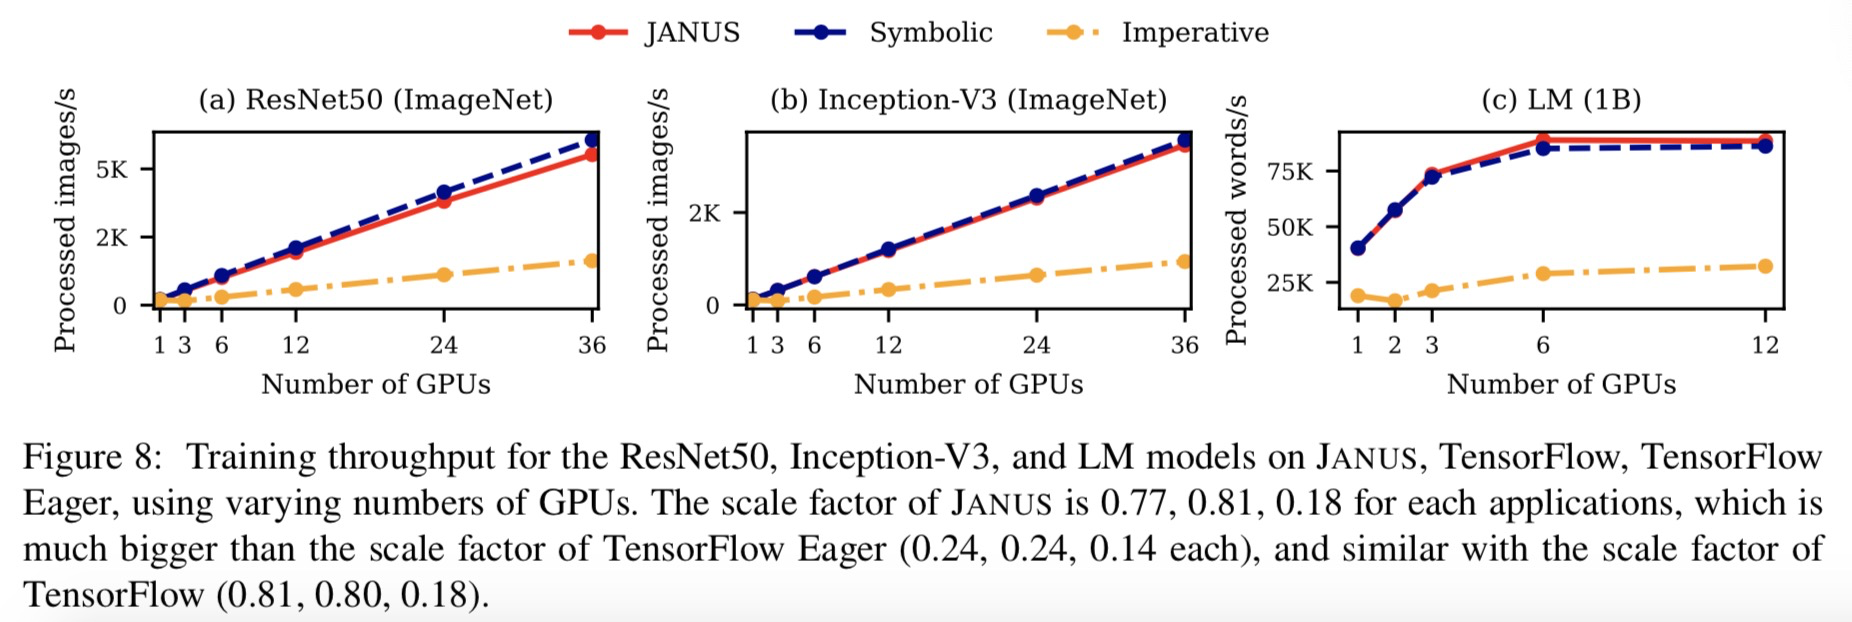 JANUS Symbolic Imperative
(a) ResNet50 (ImageNet)
Processed images/s
5K
2K
0
1 3 6 12 24 36
Number of GPUs
(b) Inception-V3 (ImageNet)
Processed images/s
2K
0
1 3 6 12 24 36
Number of GPUs
(c) LM (1B)
Processed words/s
75K
50K
25K
1 2 3 6 12
Number of GPUs
Figure 8: Training throughput for the ResNet50, Inception-V3, and LM models on JANUS, TensorFlow, TensorFlow
Eager, using varying numbers of GPUs. The scale factor of JANUS is 0.77, 0.81, 0.18 for each applications, which is
much bigger than the scale factor of TensorFlow Eager (0.24, 0.24, 0.14 each), and similar with the scale factor of
TensorFlow (0.81, 0.80, 0.18).